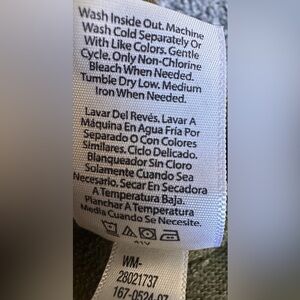 Wash Inside Out. Machine
Wash Cold Separately Or
With Like Colors. Gentle
Cycle. Only Non-Chlorine
Bleach When Needed.
Tumble Dry Low. Medium
Iron When Needed.
Lavar Del Revés, Lavar A
Máquina En Agua Fría Por
Separado O Con Colores
Similares. Ciclo Delicado.
Blanqueador Sin Cloro
Solamente Cuando Sea
Necesario, Secar En Secadora
A Temperatura Baja.
Planchar A Temperatura
Media Cuando Se Necesite.
WM-
28021737
167-0524-07